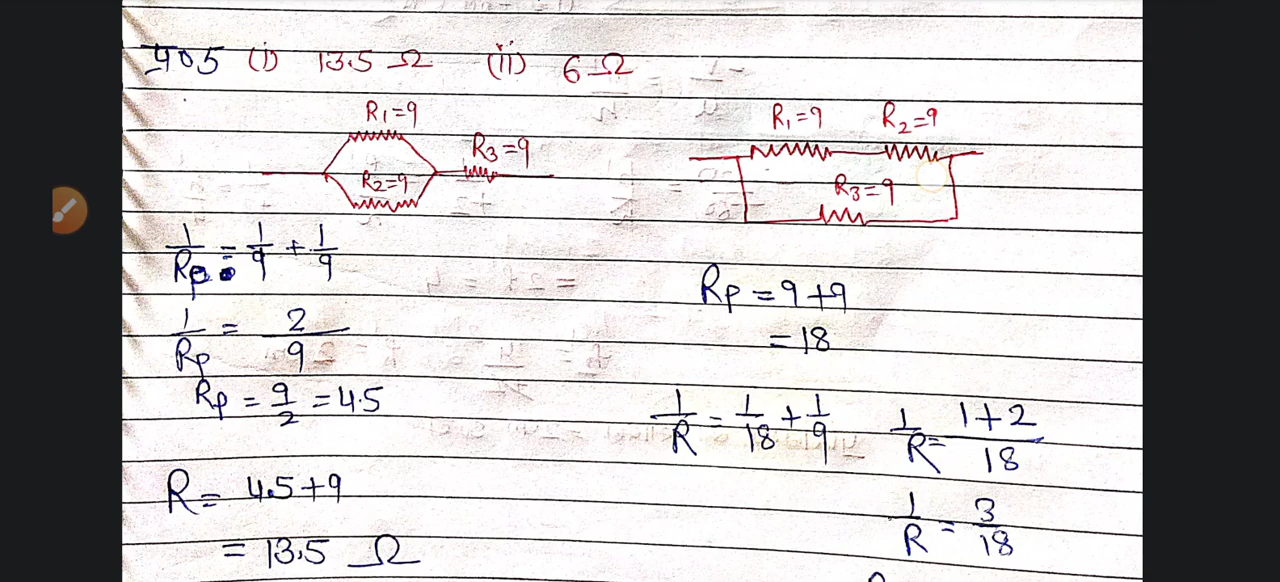 प्र०5 (i) 13.5 Ω (ii) 6 Ω
R₁=9
R₂=9
R₃=9
1/Rp = 1/9 + 1/9
1/Rp = 2/9
Rp = 9/2 = 4.5
R = 4.5+9
= 13.5 Ω
R₁=9 R₂=9
R₃=9
Rp = 9+9
= 18
1/R = 1/18 + 1/9 1/R = 1+2/18
1/R = 3/18